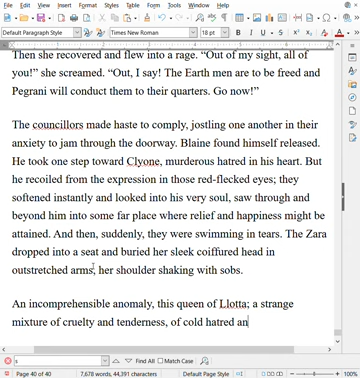 File Edit View Insert Format Styles Table Form Tools Window Help
Default Paragraph Style Times New Roman 18 pt
Then she recovered and flew into a rage. “Out of my sight, all of
you!” she screamed. “Out, I say! The Earth men are to be freed and
Pegrani will conduct them to their quarters. Go now!”
The councillors made haste to comply, jostling one another in their
anxiety to jam through the doorway. Blaine found himself released.
He took one step toward Clyone, murderous hatred in his heart. But
he recoiled from the expression in those red-flecked eyes; they
softened instantly and looked into his very soul, saw through and
beyond him into some far place where relief and happiness might be
attained. And then, suddenly, they were swimming in tears. The Zara
dropped into a seat and buried her sleek coiffured head in
outstretched arms, her shoulder shaking with sobs.
An incomprehensible anomaly, this queen of Llotta; a strange
mixture of cruelty and tenderness, of cold hatred an
s Find All Match Case
Page 40 of 40 7,678 words, 44,391 characters 100%